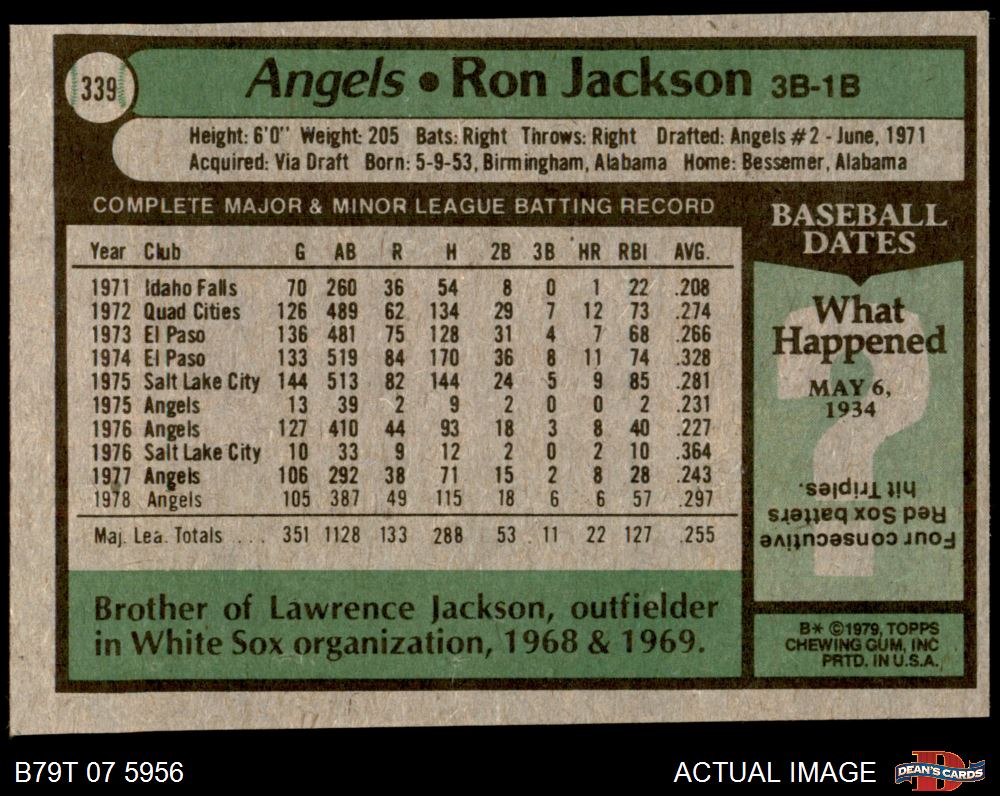 339
Angels • Ron Jackson 3B-1B
Height: 6'0" Weight: 205 Bats: Right Throws: Right Drafted: Angels #2 - June, 1971
Acquired: Via Draft Born: 5-9-53, Birmingham, Alabama Home: Bessemer, Alabama
COMPLETE MAJOR & MINOR LEAGUE BATTING RECORD
Year Club G AB R H 2B 3B HR RBI AVG.
1971 Idaho Falls 70 260 36 54 8 0 1 22 .208
1972 Quad Cities 126 489 62 134 29 7 12 73 .274
1973 El Paso 136 481 75 128 31 4 7 68 .266
1974 El Paso 133 519 84 170 36 8 11 74 .328
1975 Salt Lake City 144 513 82 144 24 5 9 85 .281
1975 Angels 13 39 2 9 2 0 0 2 .231
1976 Angels 127 410 44 93 18 3 8 40 .227
1976 Salt Lake City 10 33 9 12 2 0 2 10 .364
1977 Angels 106 292 38 71 15 2 8 28 .243
1978 Angels 105 387 49 115 18 6 6 57 .297
Maj. Lea. Totals . . . 351 1128 133 288 53 11 22 127 .255
Brother of Lawrence Jackson, outfielder
in White Sox organization, 1968 & 1969.
BASEBALL
DATES
What
Happened
MAY 6,
1934
Four consecutive
Red Sox batters
hit Triples.
B* ©1979, TOPPS
CHEWING GUM, INC
PRTD. IN U.S.A.
B79T 07 5956
ACTUAL IMAGE
DEAN'S CARDS